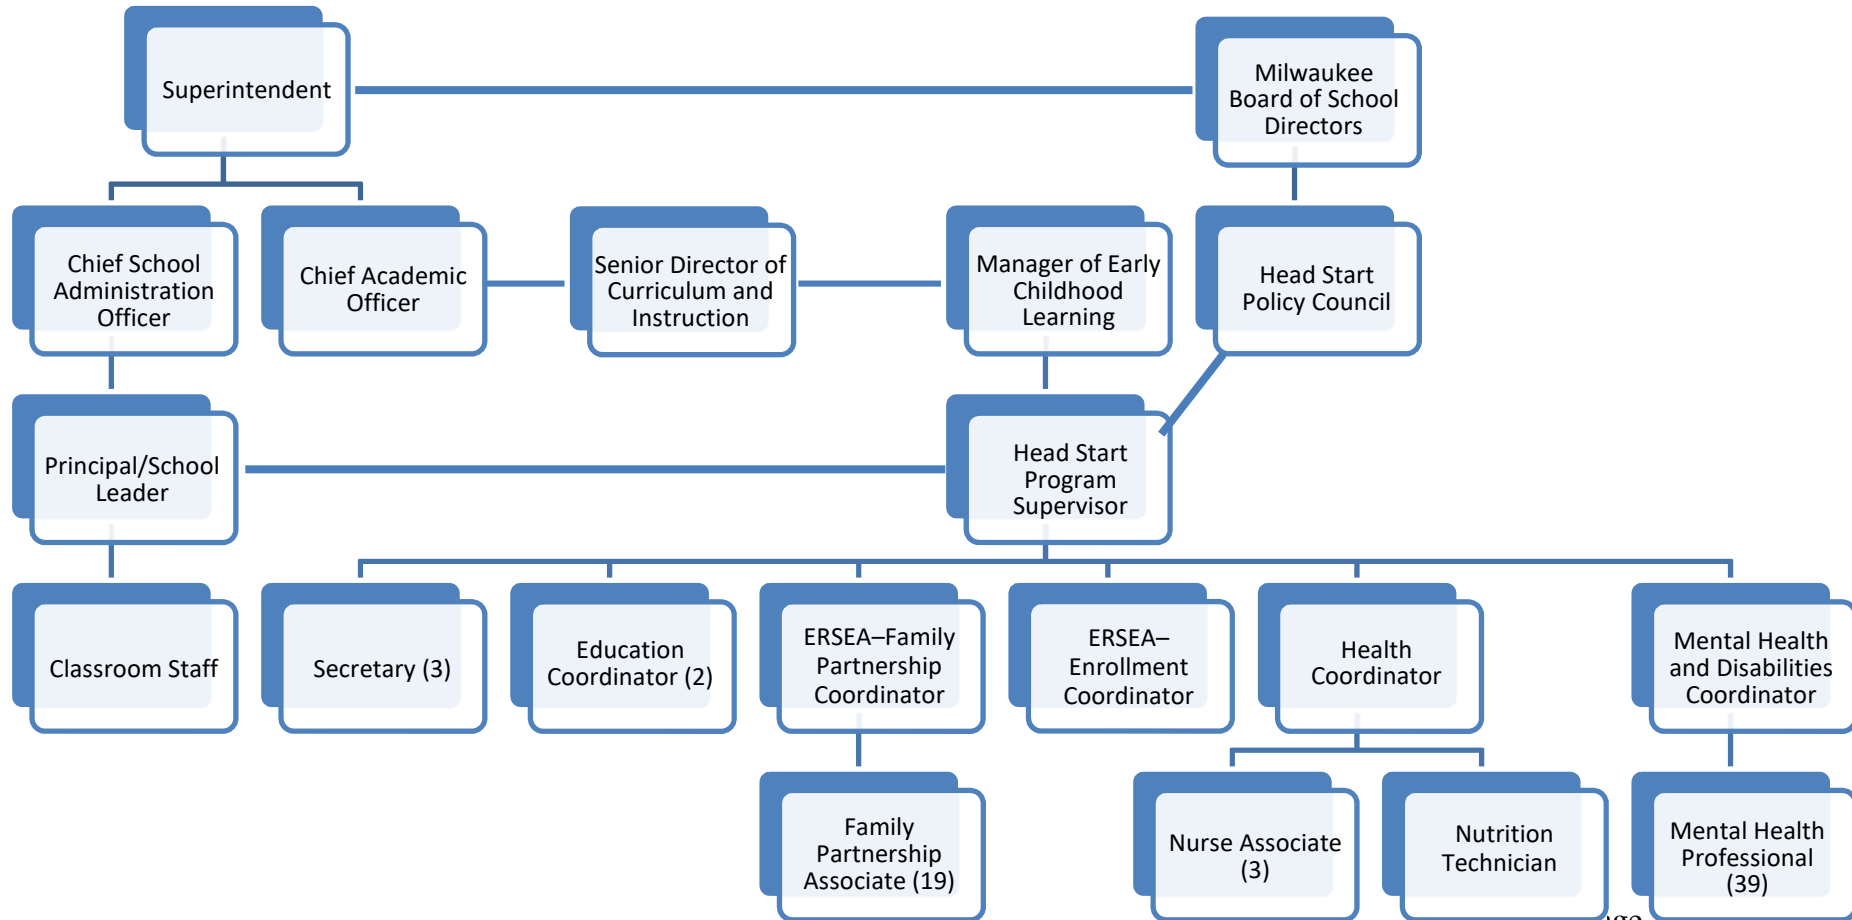 Superintendent
Milwaukee
Board of School
Directors
Chief School
Administration
Officer
Chief Academic
Officer
Senior Director of
Curriculum and
Instruction
Manager of Early
Childhood
Learning
Head Start
Policy Council
Principal/School
Leader
Head Start
Program
Supervisor
Classroom Staff
Secretary (3)
Education
Coordinator (2)
ERSEA–Family
Partnership
Coordinator
ERSEA–
Enrollment
Coordinator
Health
Coordinator
Mental Health
and Disabilities
Coordinator
Family
Partnership
Associate (19)
Nurse Associate
(3)
Nutrition
Technician
Mental Health
Professional
(39)